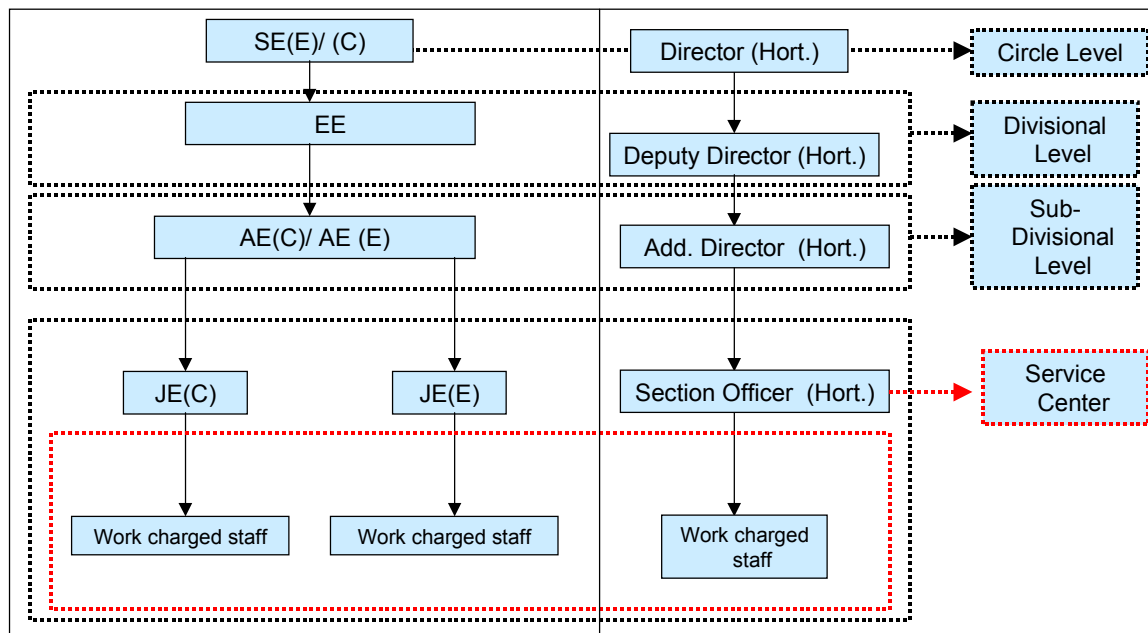 SE(E)/ (C)
Director (Hort.)
Circle Level
EE
Deputy Director (Hort.)
Divisional
Level
AE(C)/ AE (E)
Add. Director  (Hort.)
Sub-
Divisional
Level
JE(C)
JE(E)
Section Officer  (Hort.)
Service
Center
Work charged staff
Work charged staff
Work charged
staff